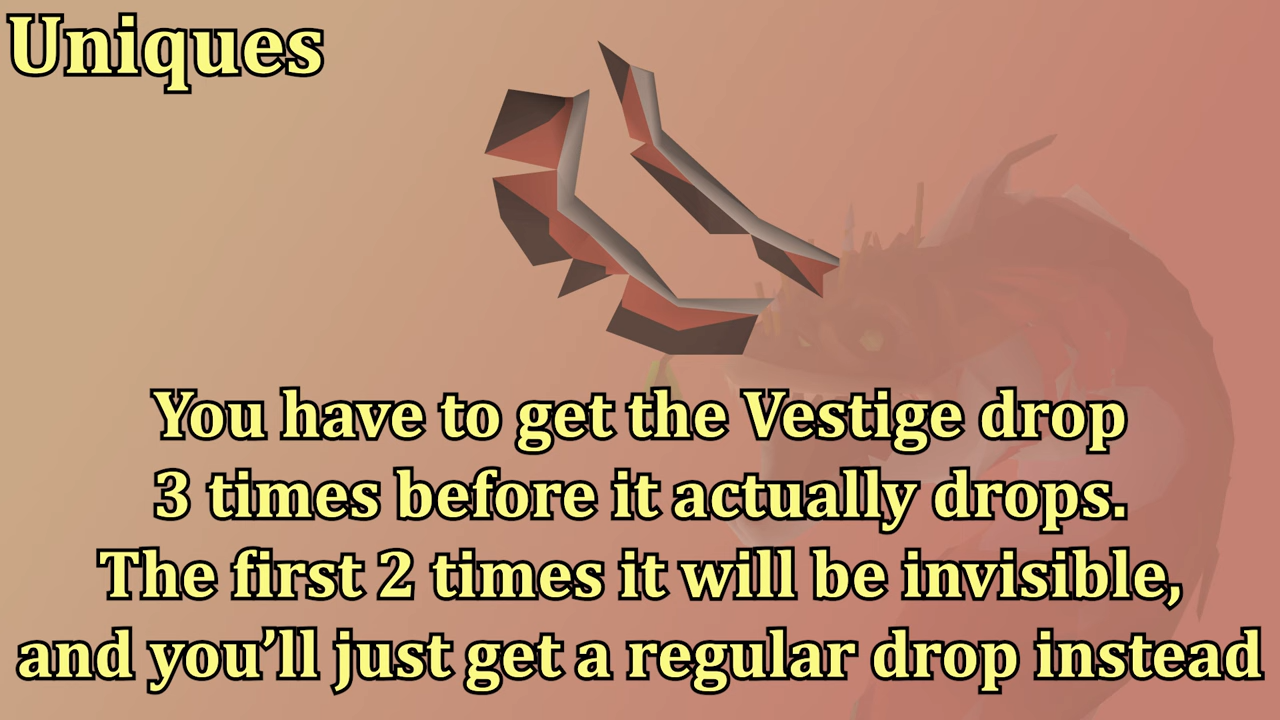 Uniques
You have to get the Vestige drop
3 times before it actually drops.
The first 2 times it will be invisible,
and you’ll just get a regular drop instead